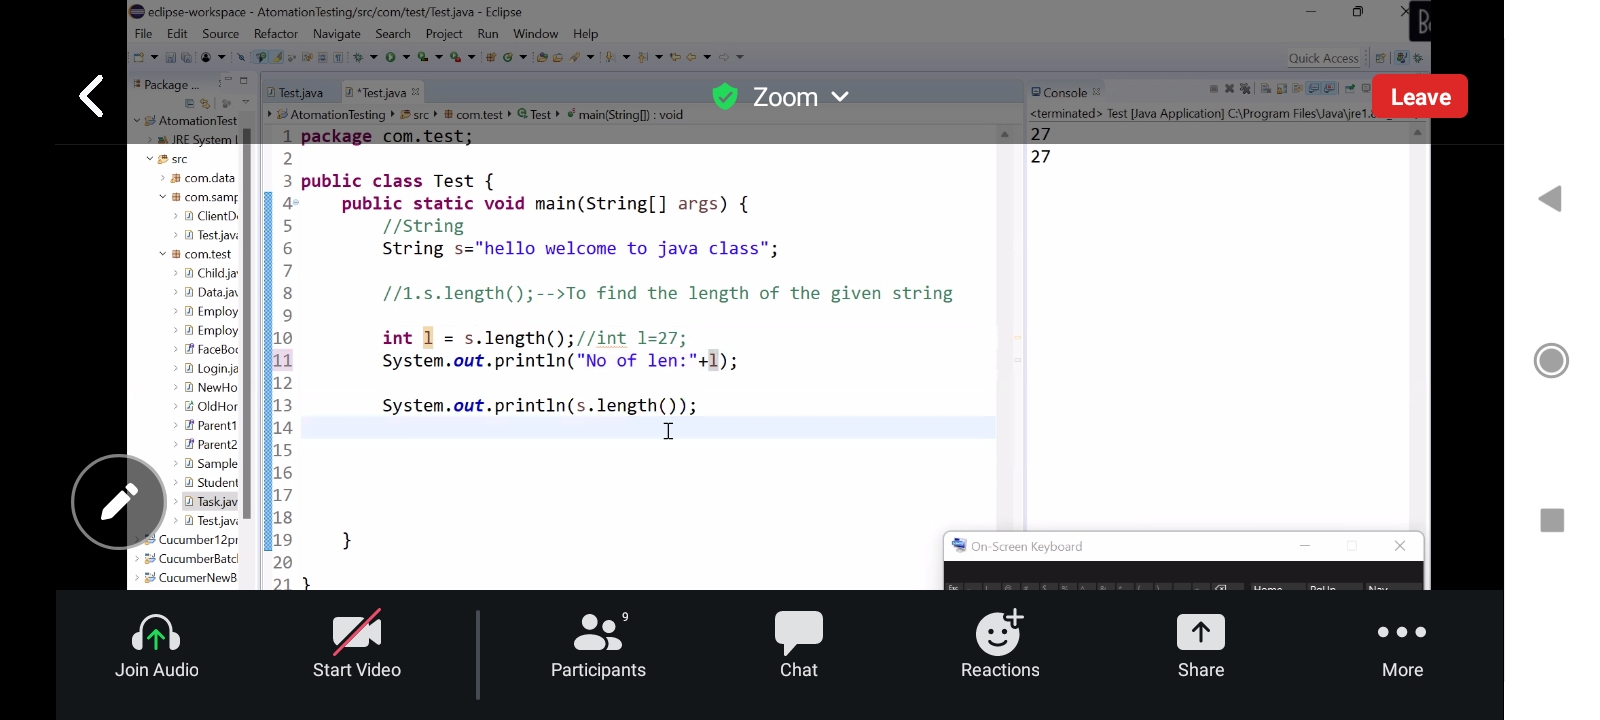 eclipse-workspace - AtomationTesting/src/com/test/Test.java - Eclipse
File Edit Source Refactor Navigate Search Project Run Window Help
Quick Access
Package ...
Test.java
*Test.java
Zoom
Console
Leave
AtomationTesting
src
com.test
Test
main(String[]) : void
<terminated> Test [Java Application] C:\Program Files\Java\jre1.
AtomationTest
JRE System
src
com.data
com.samp
ClientD
Test.java
com.test
Child.ja
Data.jav
Employ
Employ
FaceBoo
Login.ja
NewHo
OldHor
Parent1
Parent2
Sample
Student
Task.jav
Test.java
Cucumber12pr
CucumberBatcl
CucumerNewB
1 package com.test;
2
3 public class Test {
4 public static void main(String[] args) {
5 //String
6 String s="hello welcome to java class";
7
8 //1.s.length();-->To find the length of the given string
9
10 int l = s.length();//int l=27;
11 System.out.println("No of len:"+l);
12
13 System.out.println(s.length());
14
15
16
17
18
19 }
20
21 }
27
27
On-Screen Keyboard
Home PgUp Nav
Join Audio
Start Video
9
Participants
Chat
Reactions
Share
More